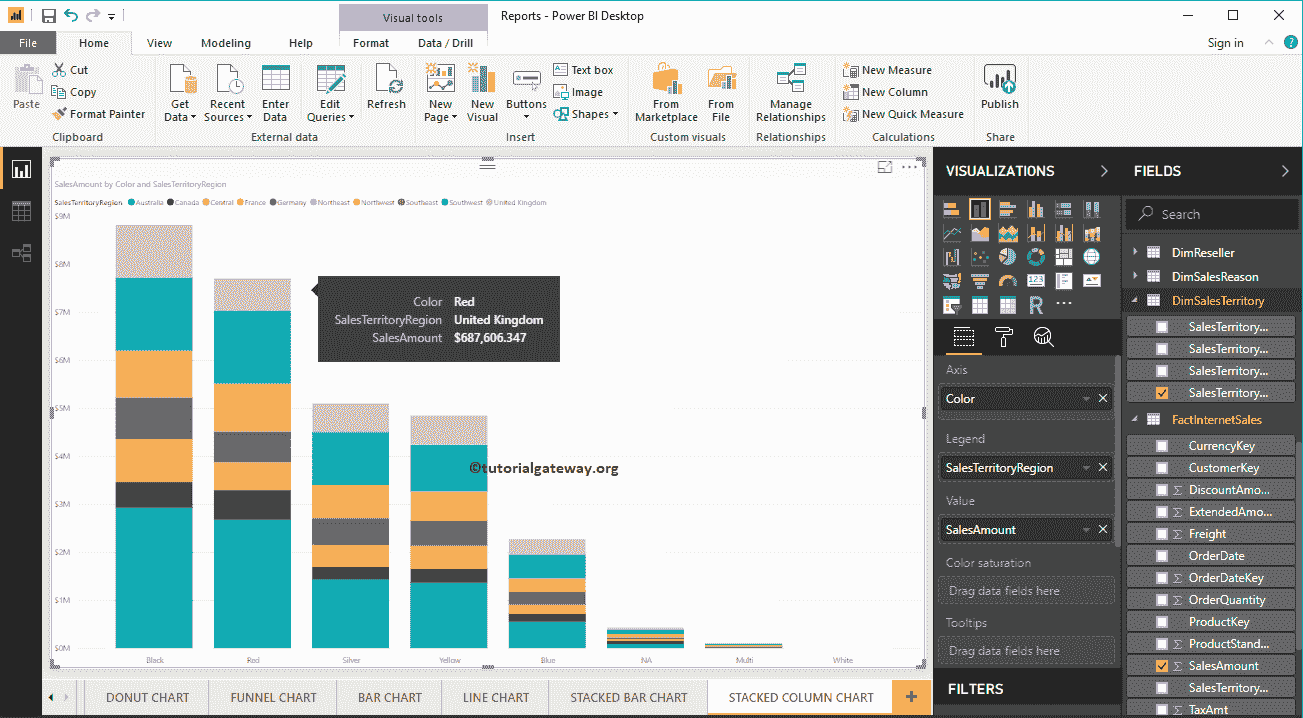 Visual tools
Reports - Power BI Desktop
File
Home
View
Modeling
Help
Format
Data / Drill
Sign in
?
Paste
Cut
Copy
Format Painter
Clipboard
Get Data
Recent Sources
Enter Data
Edit Queries
External data
Refresh
New Page
New Visual
Buttons
Text box
Image
Shapes
Insert
From Marketplace
From File
Custom visuals
Manage Relationships
Relationships
New Measure
New Column
New Quick Measure
Calculations
Publish
Share
SalesAmount by Color and SalesTerritoryRegion
SalesTerritoryRegion Australia Canada Central France Germany Northeast Northwest Southeast Southwest United Kingdom
$9M
$8M
$7M
$6M
$5M
$4M
$3M
$2M
$1M
$0M
Color Red
SalesTerritoryRegion United Kingdom
SalesAmount $687,606.347
©tutorialgateway.org
Black Red Silver Yellow Blue NA Multi White
DONUT CHART
FUNNEL CHART
BAR CHART
LINE CHART
STACKED BAR CHART
STACKED COLUMN CHART
+
VISUALIZATIONS
123
R
Axis
Color
Legend
SalesTerritoryRegion
Value
SalesAmount
Color saturation
Drag data fields here
Tooltips
Drag data fields here
FILTERS
FIELDS
Search
DimReseller
DimSalesReason
DimSalesTerritory
SalesTerritory...
SalesTerritory...
SalesTerritory...
SalesTerritory...
FactInternetSales
CurrencyKey
CustomerKey
Σ DiscountAmo...
Σ ExtendedAmo...
Σ Freight
OrderDate
Σ OrderDateKey
Σ OrderQuantity
ProductKey
Σ ProductStand...
Σ SalesAmount
SalesTerritory...
Σ TaxAmt